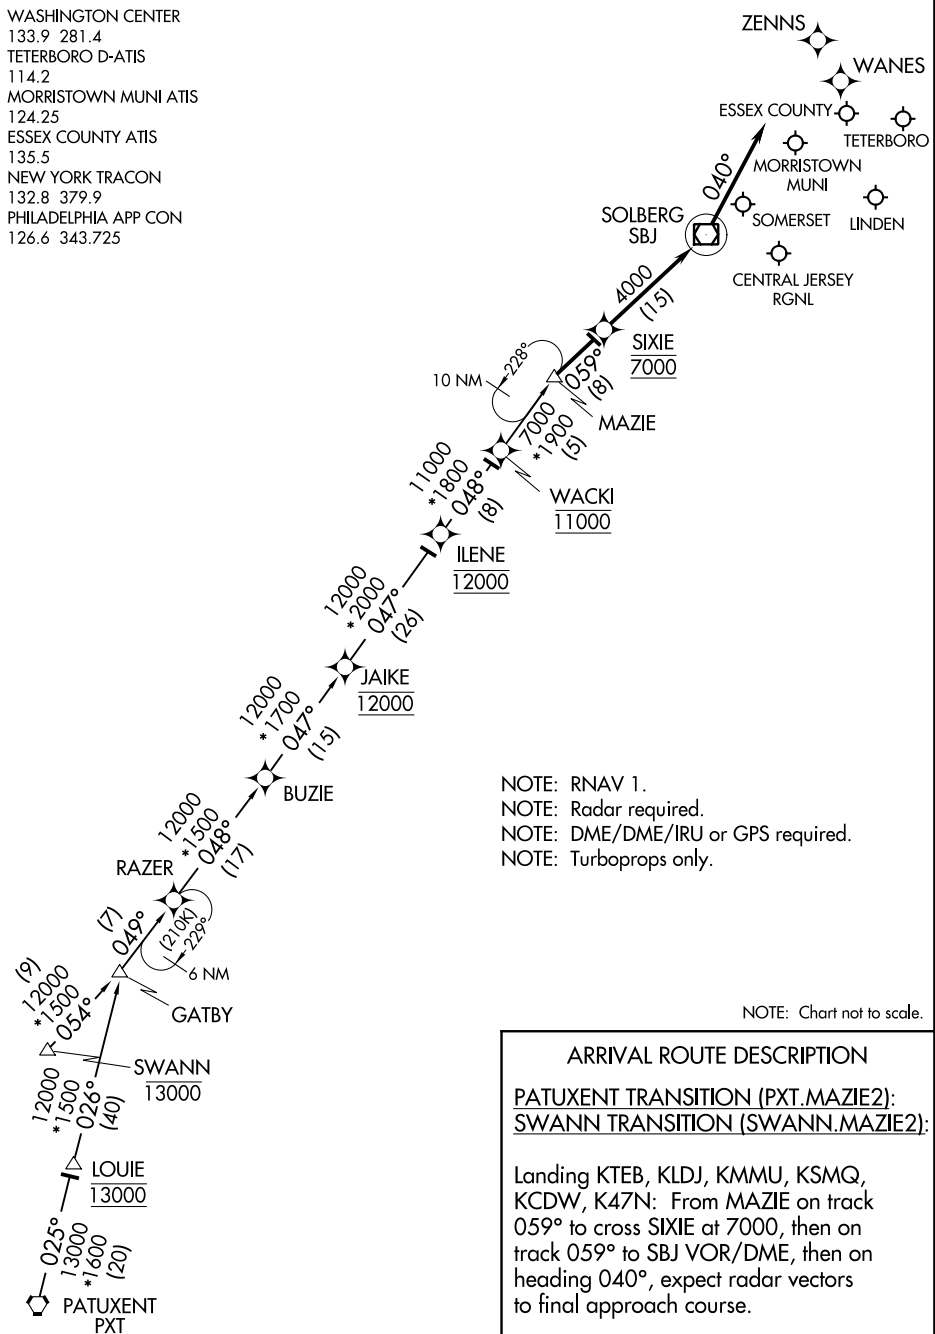 WASHINGTON CENTER
133.9 281.4
TETERBORO D-ATIS
114.2
MORRISTOWN MUNI ATIS
124.25
ESSEX COUNTY ATIS
135.5
NEW YORK TRACON
132.8 379.9
PHILADELPHIA APP CON
126.6 343.725
ZENNS
WANES
ESSEX COUNTY
TETERBORO
MORRISTOWN
MUNI
040°
SOLBERG
SBJ
SOMERSET
LINDEN
CENTRAL JERSEY
RGNL
4000
(15)
SIXIE
7000
228°
10 NM
059°
(8)
MAZIE
7000
*1900
(5)
WACKI
11000
11000
*1800
048°
(8)
ILENE
12000
12000
*2000
047°
(26)
JAIKE
12000
12000
*1700
047°
(15)
BUZIE
12000
*1500
048°
(17)
RAZER
(210K)
229°
6 NM
(7)
049°
GATBY
(9)
12000
*1500
054°
SWANN
13000
12000
*1500
026°
(40)
LOUIE
13000
025°
13000
*1600
(20)
PATUXENT
PXT
NOTE: RNAV 1.
NOTE: Radar required.
NOTE: DME/DME/IRU or GPS required.
NOTE: Turboprops only.
NOTE: Chart not to scale.
ARRIVAL ROUTE DESCRIPTION
PATUXENT TRANSITION (PXT.MAZIE2):
SWANN TRANSITION (SWANN.MAZIE2):
Landing KTEB, KLDJ, KMMU, KSMQ,
KCDW, K47N: From MAZIE on track
059° to cross SIXIE at 7000, then on
track 059° to SBJ VOR/DME, then on
heading 040°, expect radar vectors
to final approach course.